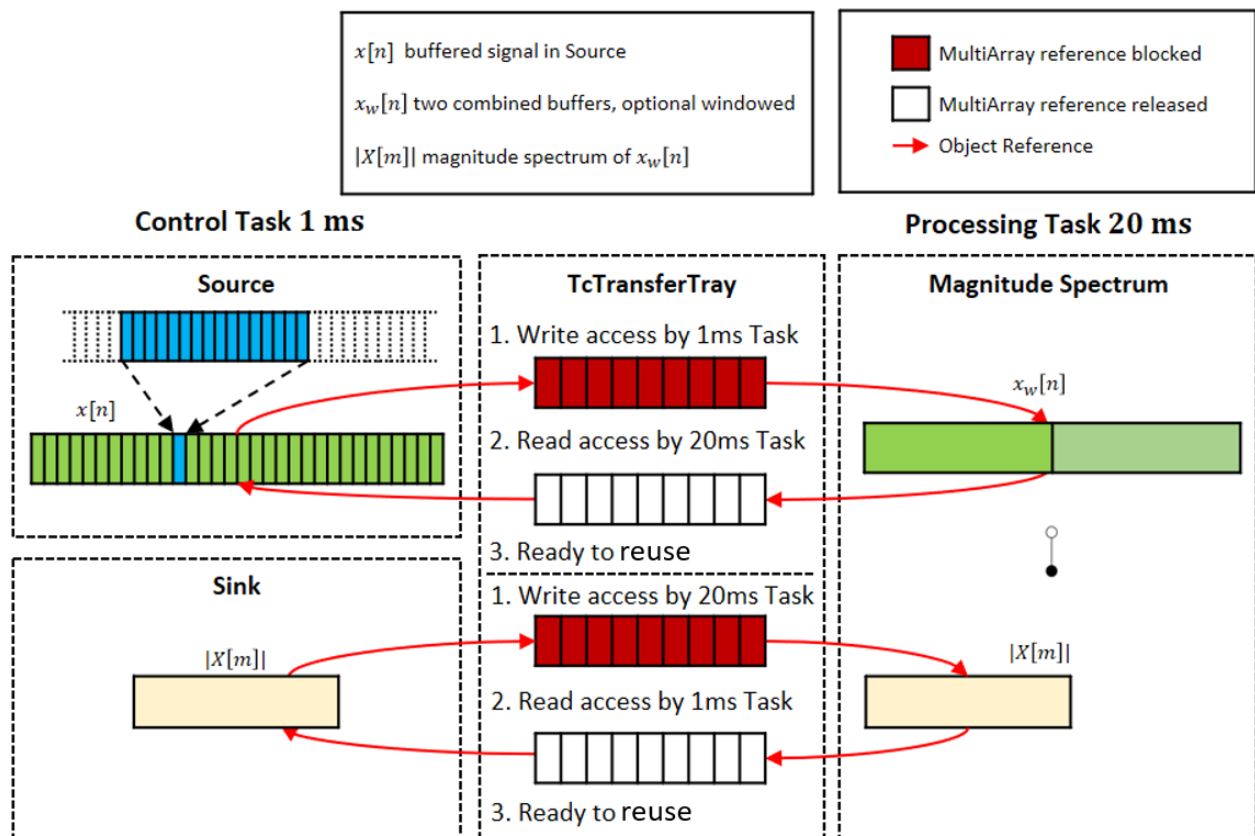 x[n] buffered signal in Source
x_w[n] two combined buffers, optional windowed
|X[m]| magnitude spectrum of x_w[n]
MultiArray reference blocked
MultiArray reference released
Object Reference
Control Task 1 ms
Processing Task 20 ms
Source
x[n]
TcTransferTray
1. Write access by 1ms Task
2. Read access by 20ms Task
3. Ready to reuse
Magnitude Spectrum
x_w[n]
Sink
|X[m]|
1. Write access by 20ms Task
2. Read access by 1ms Task
3. Ready to reuse
|X[m]|